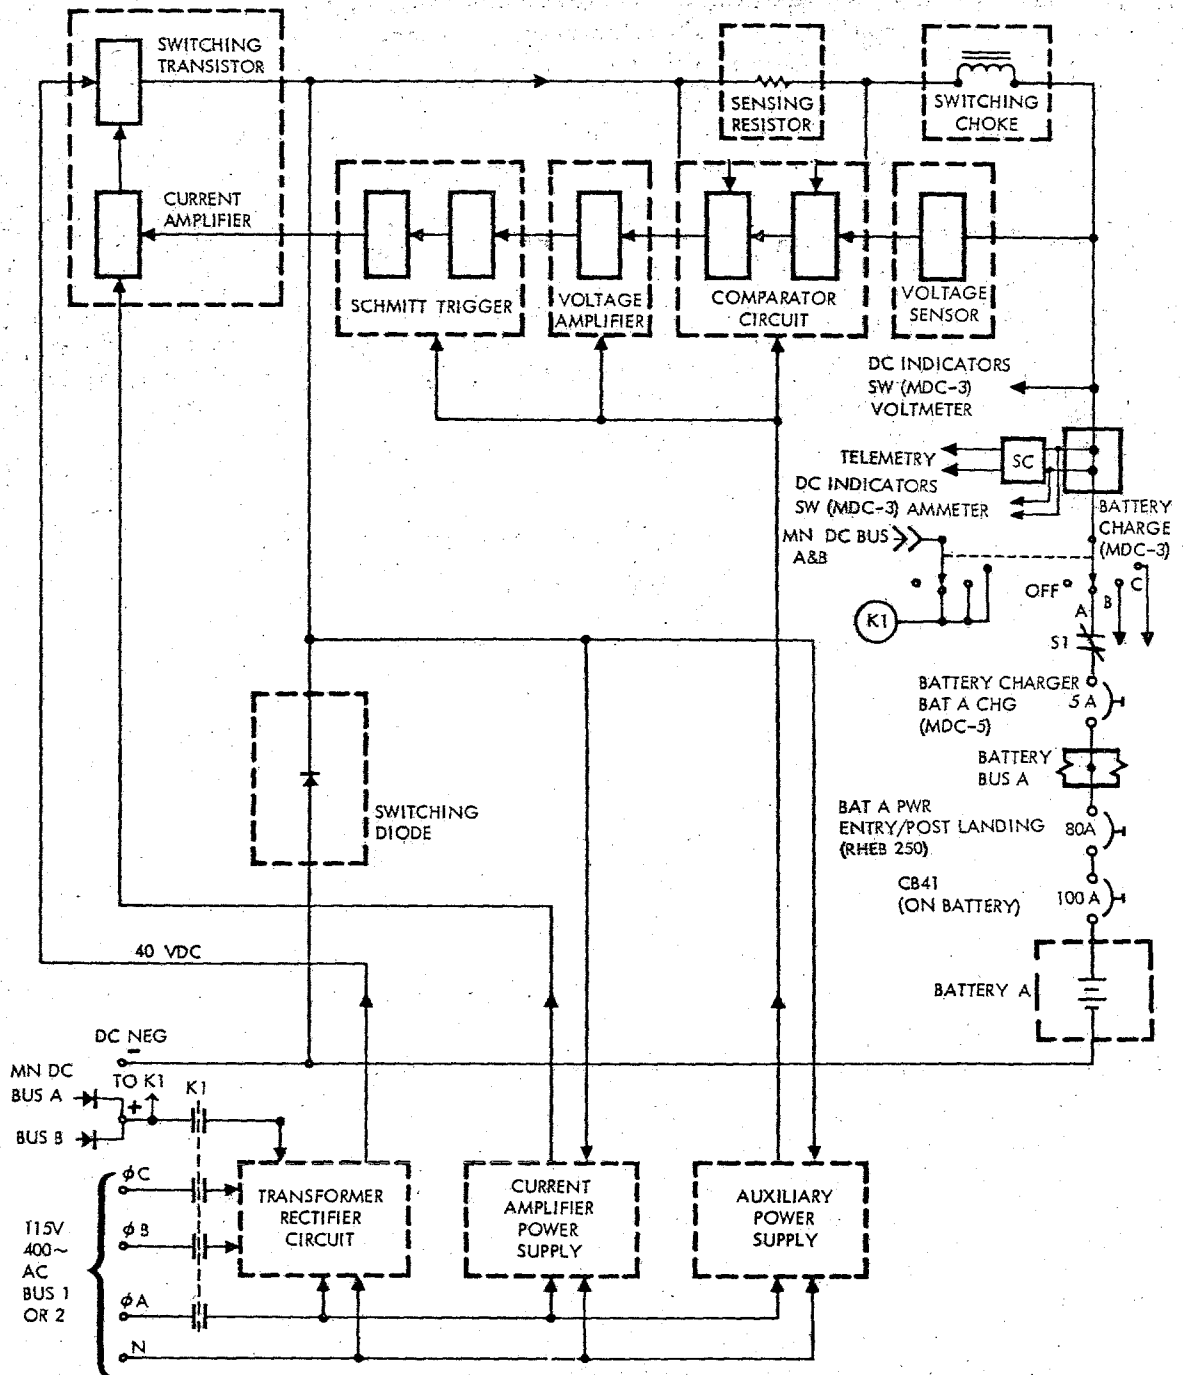 SWITCHING
TRANSISTOR
SENSING
RESISTOR
SWITCHING
CHOKE
CURRENT
AMPLIFIER
SCHMITT TRIGGER
VOLTAGE
AMPLIFIER
COMPARATOR
CIRCUIT
VOLTAGE
SENSOR
DC INDICATORS
SW (MDC-3)
VOLTMETER
TELEMETRY
SC
DC INDICATORS
SW (MDC-3) AMMETER
BATTERY
CHARGE
(MDC-3)
MN DC BUS
A&B
K1
OFF
A
B
C
S1
BATTERY CHARGER
BAT A CHG
(MDC-5)
5 A
BATTERY
BUS A
SWITCHING
DIODE
BAT A PWR
ENTRY/POST LANDING
(RHEB 250)
80A
CB41
(ON BATTERY)
100 A
40 VDC
BATTERY A
DC NEG
-
MN DC
BUS A
TO K1
+
K1
BUS B
115V
400~
AC
BUS 1
OR 2
φC
φB
φA
N
TRANSFORMER
RECTIFIER
CIRCUIT
CURRENT
AMPLIFIER
POWER
SUPPLY
AUXILIARY
POWER
SUPPLY